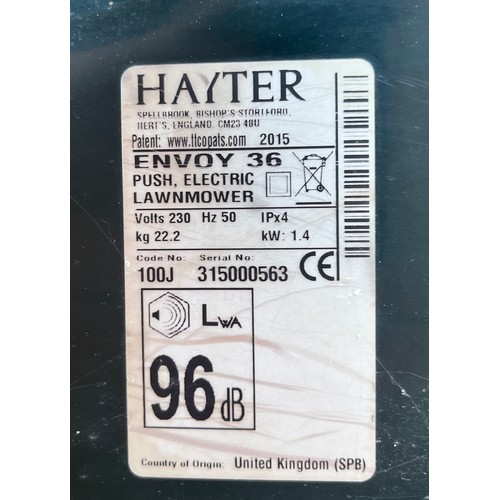 HAYTER
SPELLBROOK, BISHOP'S STORTFORD,
HERT'S, ENGLAND. CM23 4BU
Patent: www.ttcopats.com 2015
ENVOY 36
PUSH, ELECTRIC
LAWNMOWER
Volts 230 Hz 50 IPx4
kg 22.2 kW: 1.4
Code No: Serial No:
100J 315000563 CE
LWA
96 dB
Country of Origin: United Kingdom (SPB)